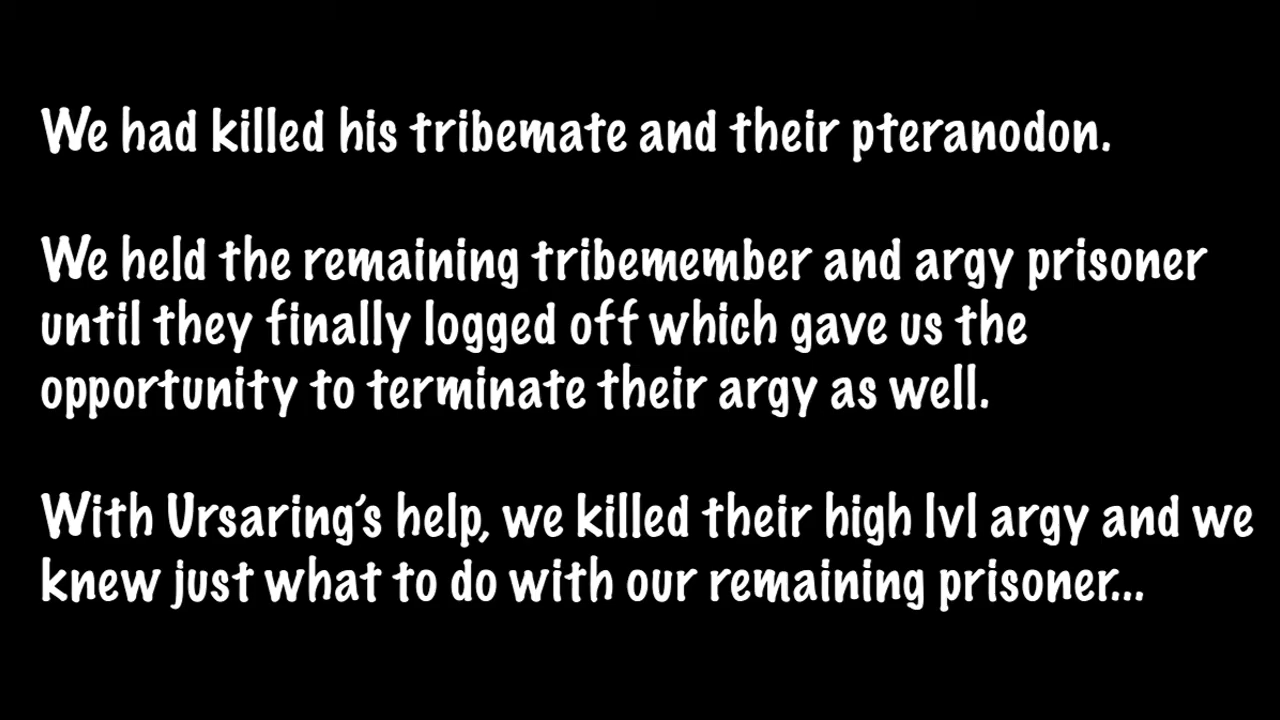 We had killed his tribemate and their pteranodon.
We held the remaining tribemember and argy prisoner
until they finally logged off which gave us the
opportunity to terminate their argy as well.
With Ursaring's help, we killed their high lvl argy and we
knew just what to do with our remaining prisoner...